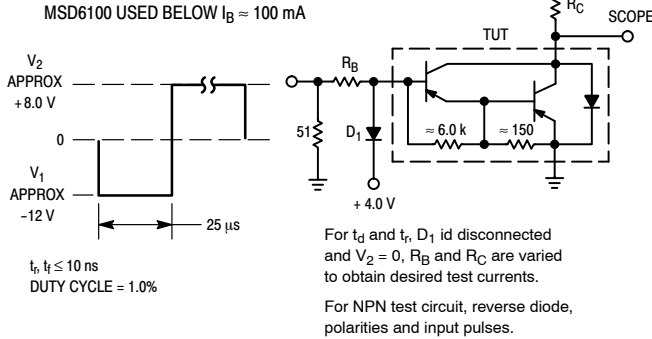 MSD6100 USED BELOW I_B ≈ 100 mA
R_C
SCOPE
TUT
V_2
APPROX
+8.0 V
0
V_1
APPROX
-12 V
25 μs
t_r, t_f ≤ 10 ns
DUTY CYCLE = 1.0%
R_B
51
D_1
≈ 6.0 k
≈ 150
+ 4.0 V
For t_d and t_r, D_1 id disconnected
and V_2 = 0, R_B and R_C are varied
to obtain desired test currents.
For NPN test circuit, reverse diode,
polarities and input pulses.